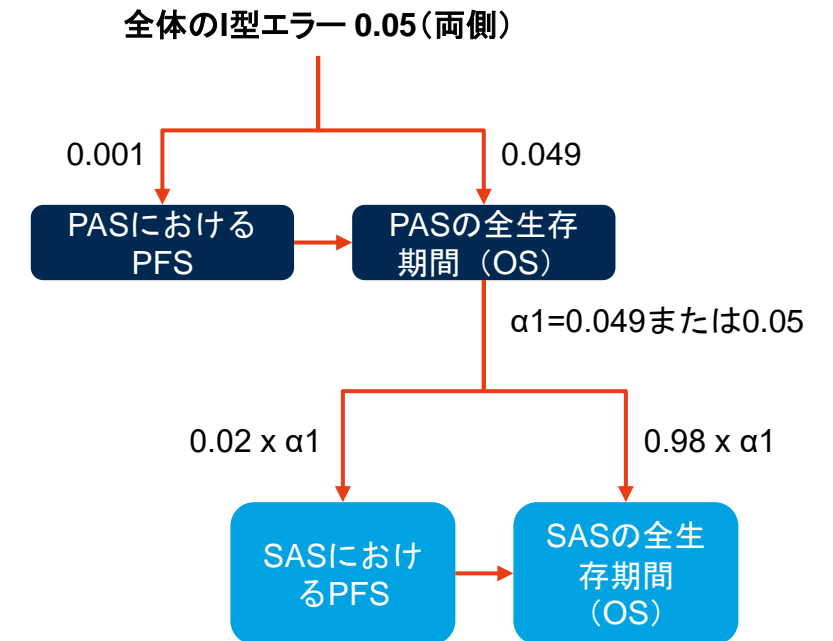 全体のI型エラー 0.05（両側）
0.001
0.049
PASにおける
PFS
PASの全生存
期間（OS）
α1=0.049または0.05
0.02 x α1
0.98 x α1
SASにおけ
るPFS
SASの全生
存期間
（OS）